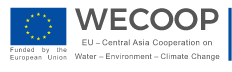 WECOOP
EU – Central Asia Cooperation on
Water – Environment – Climate Change
Funded by the
European Union